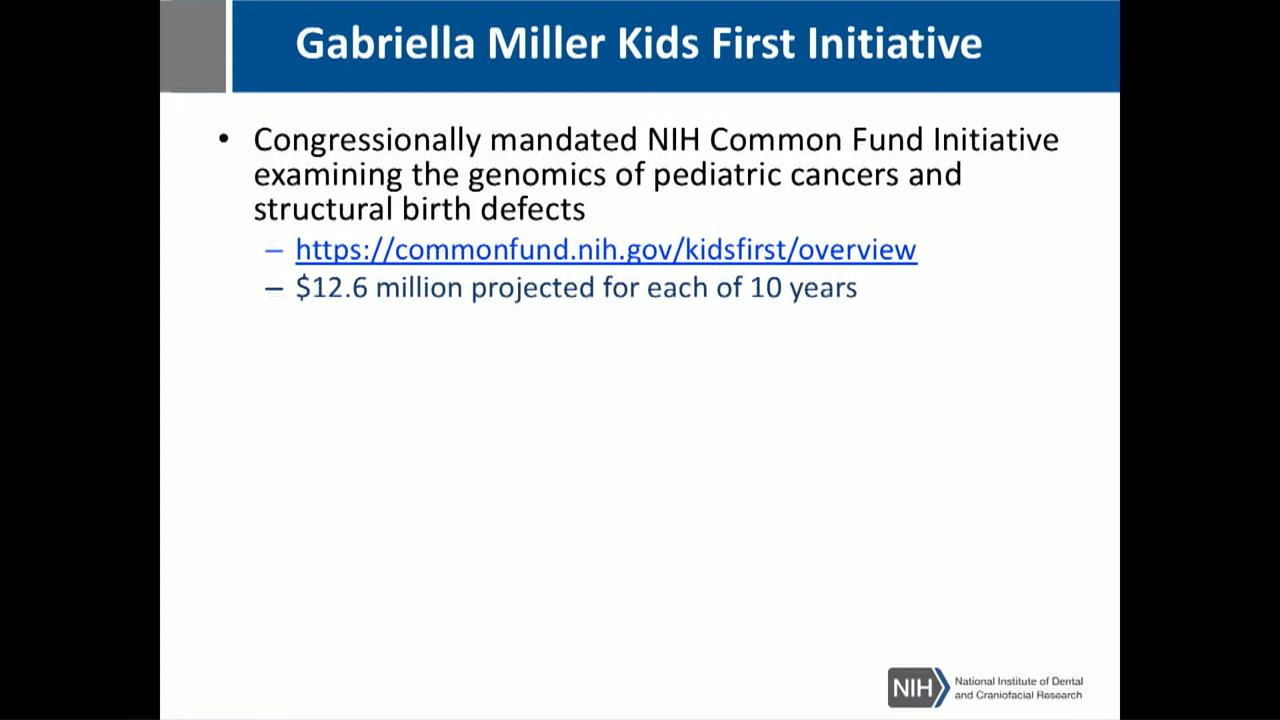 Gabriella Miller Kids First Initiative
• Congressionally mandated NIH Common Fund Initiative
examining the genomics of pediatric cancers and
structural birth defects
– https://commonfund.nih.gov/kidsfirst/overview
– $12.6 million projected for each of 10 years
NIH National Institute of Dental
and Craniofacial Research